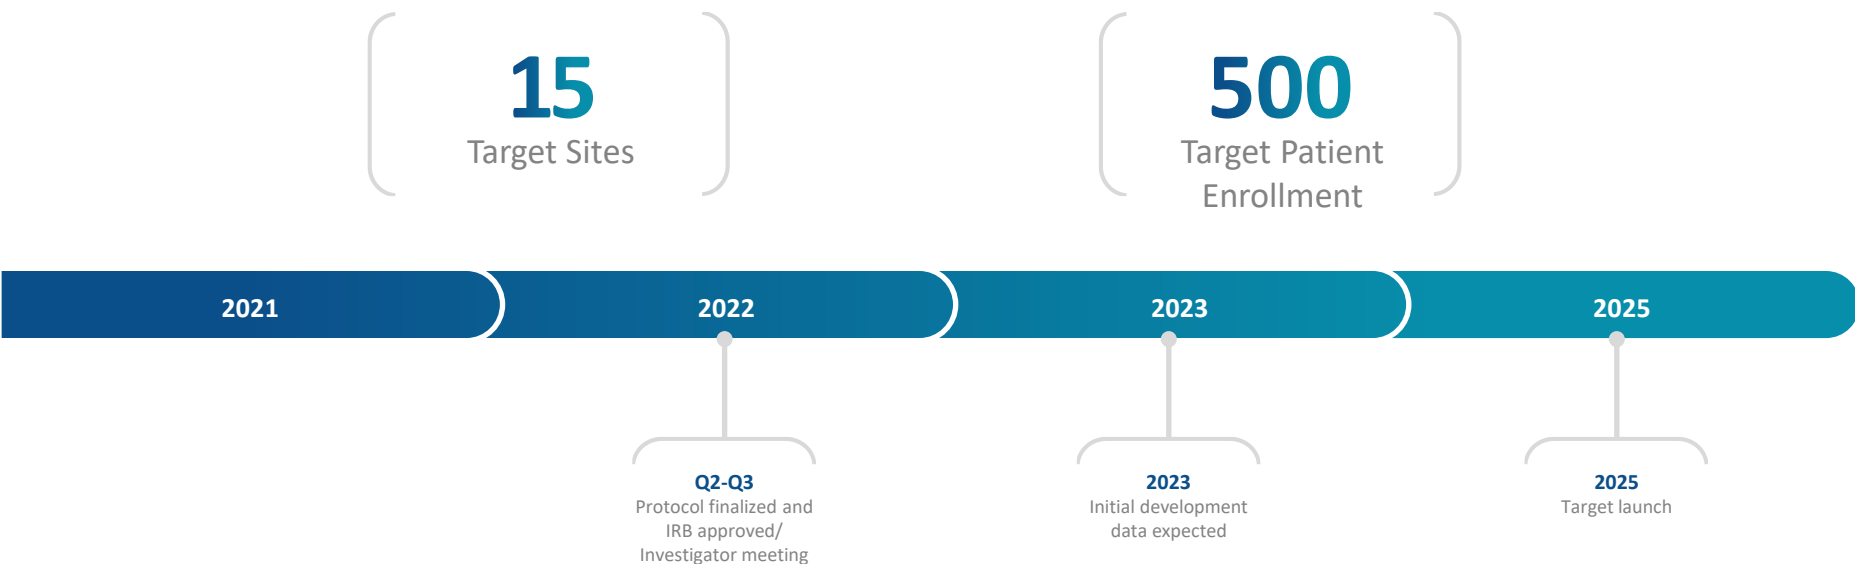 15
Target Sites
500
Target Patient
Enrollment
2021
2022
2023
2025
Q2-Q3
Protocol finalized and
IRB approved/
Investigator meeting
2023
Initial development
data expected
2025
Target launch